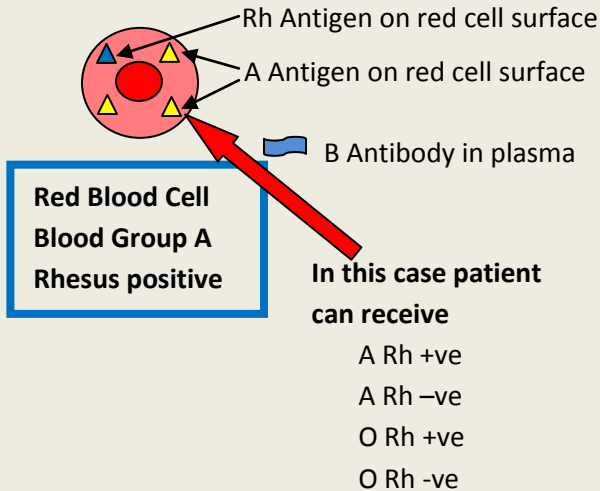 Rh Antigen on red cell surface
A Antigen on red cell surface
B Antibody in plasma
Red Blood Cell
Blood Group A
Rhesus positive
In this case patient
can receive
A Rh +ve
A Rh –ve
O Rh +ve
O Rh -ve